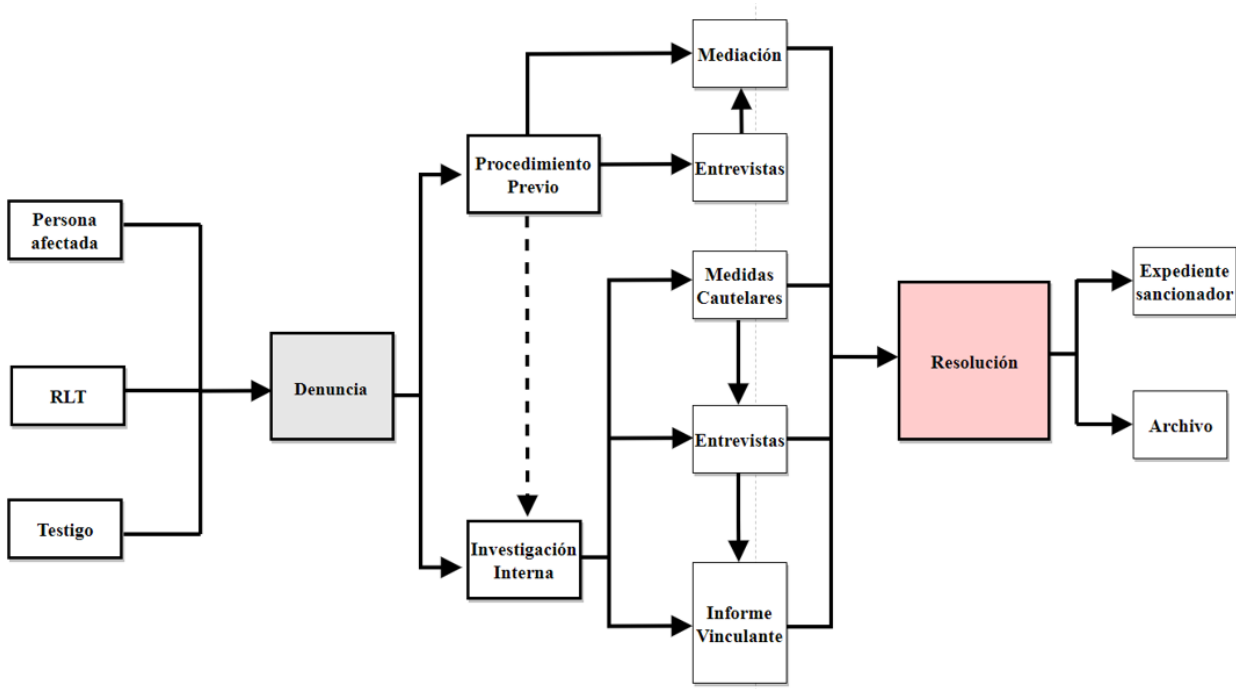 Persona
afectada
RLT
Testigo
Denuncia
Procedimiento
Previo
Investigación
Interna
Mediación
Entrevistas
Medidas
Cautelares
Entrevistas
Informe
Vinculante
Resolución
Expediente
sancionador
Archivo